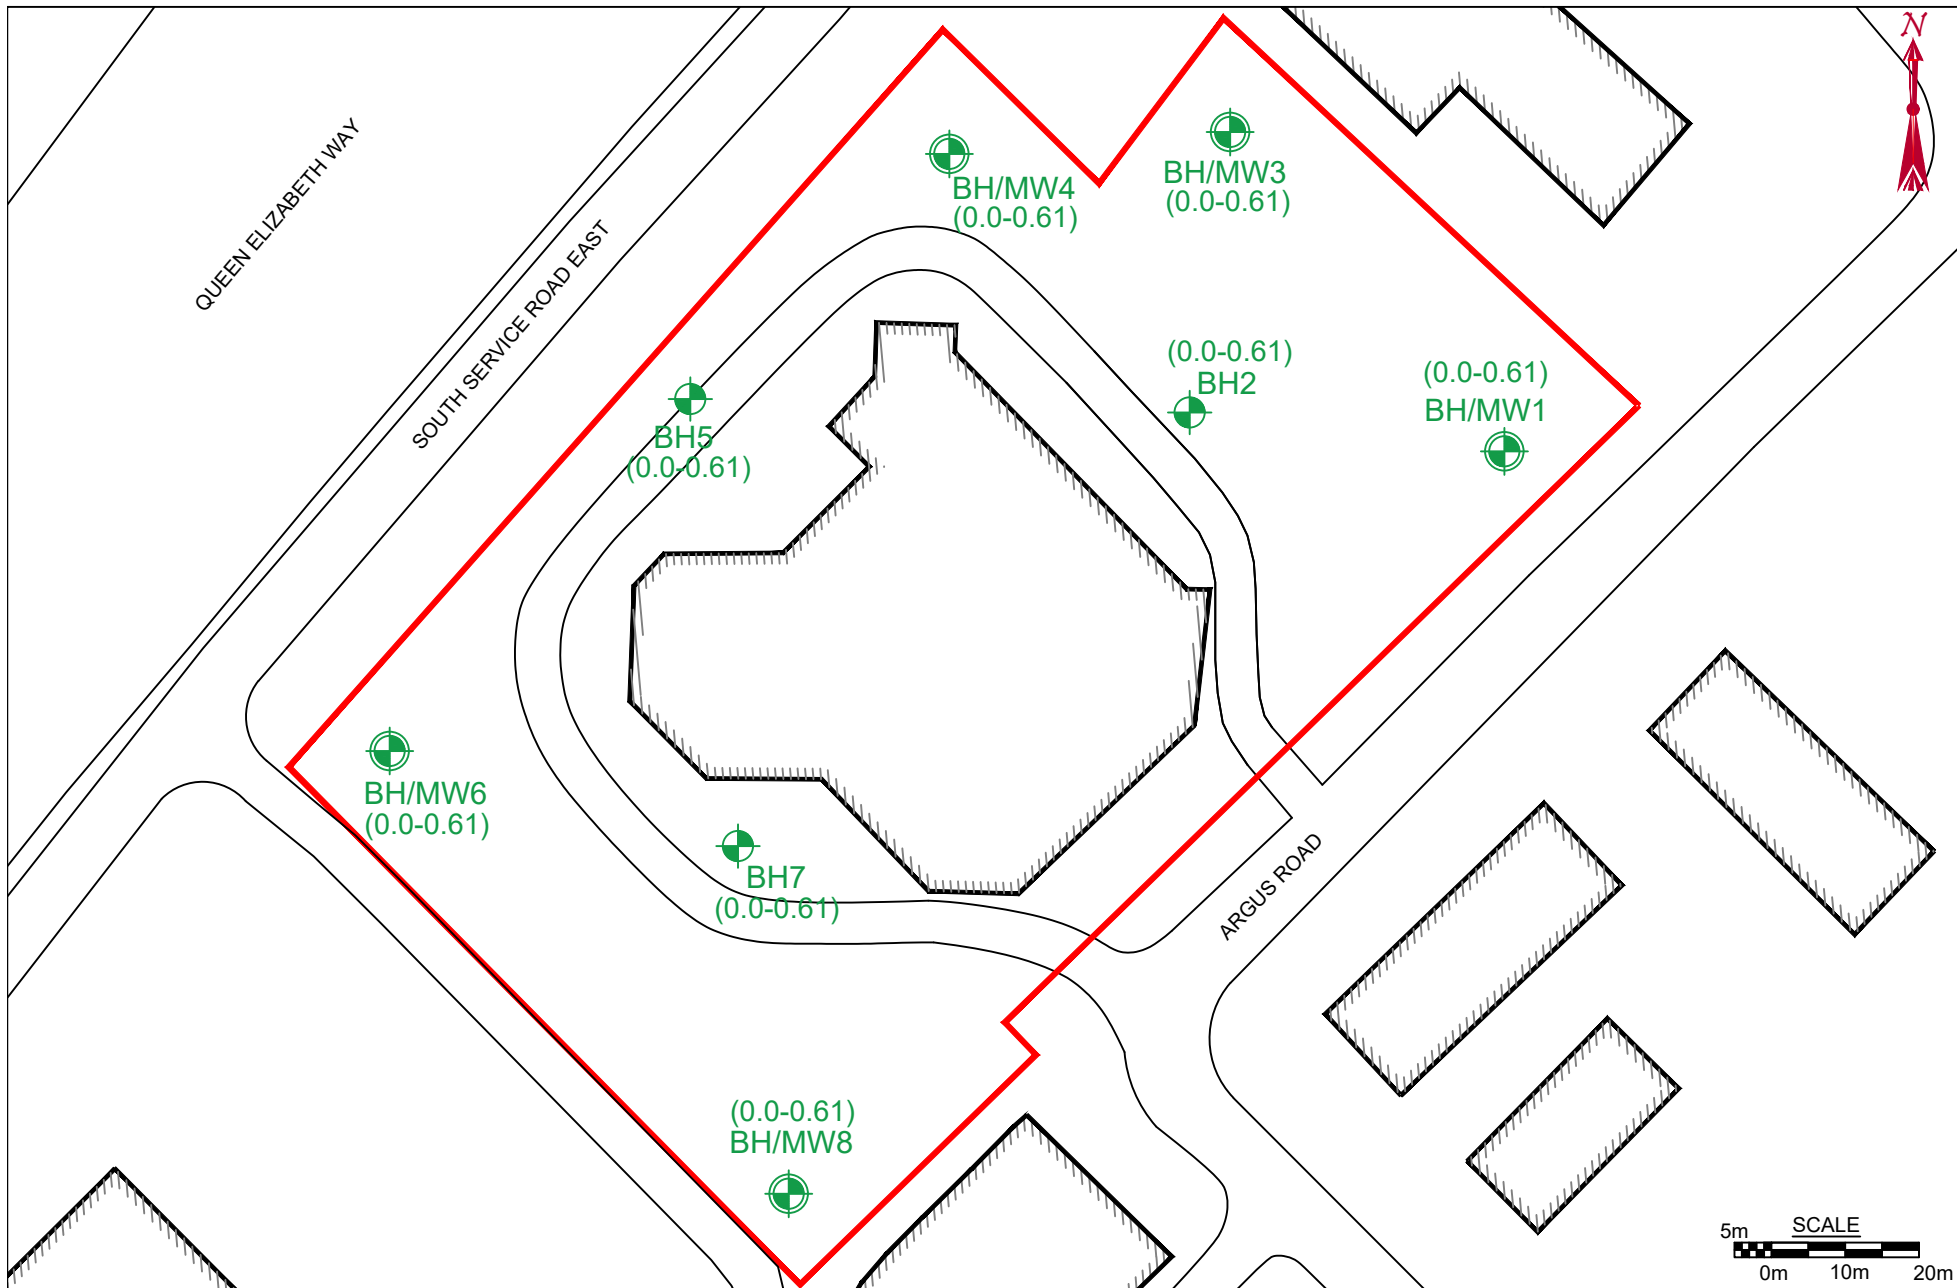 N
QUEEN ELIZABETH WAY
SOUTH SERVICE ROAD EAST
BH/MW4
(0.0-0.61)
BH/MW3
(0.0-0.61)
(0.0-0.61)
BH2
(0.0-0.61)
BH/MW1
BH5
(0.0-0.61)
BH/MW6
(0.0-0.61)
BH7
(0.0-0.61)
ARGUS ROAD
(0.0-0.61)
BH/MW8
5m SCALE
0m 10m 20m